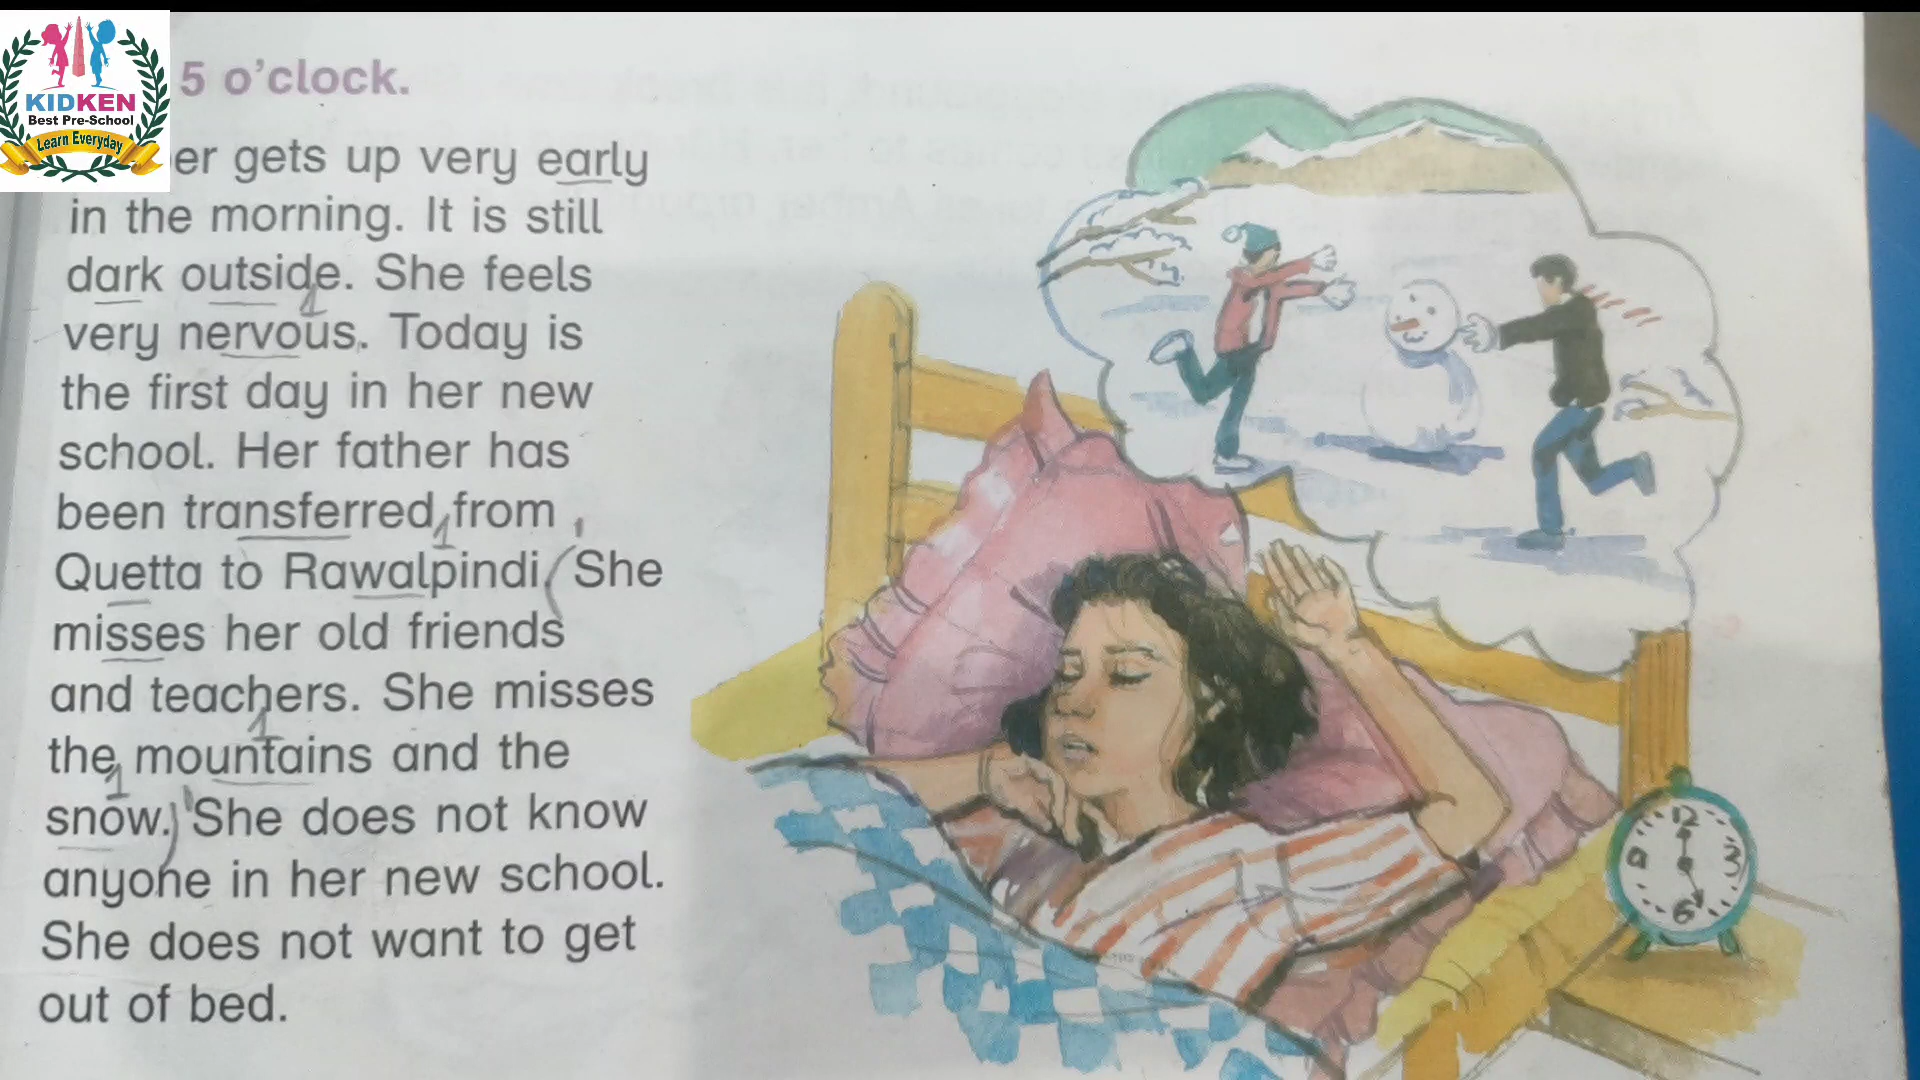 KIDKEN
Best Pre-School
Learn Everyday
5 o'clock.
er gets up very early
in the morning. It is still
dark outside. She feels
very nervous. Today is
the first day in her new
school. Her father has
been transferred from
Quetta to Rawalpindi. She
misses her old friends
and teachers. She misses
the mountains and the
snow. She does not know
anyone in her new school.
She does not want to get
out of bed.
12
9 3
6